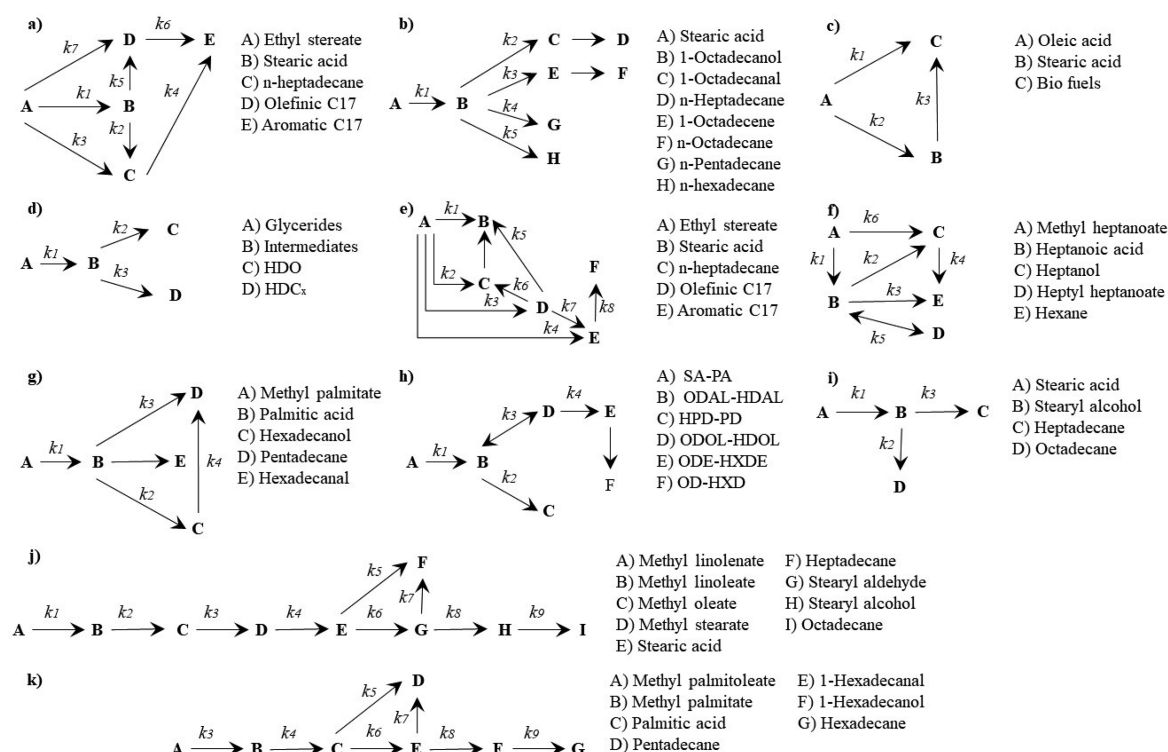 a)
k7
D
k6
E
k5
A
k1
B
k4
k3
k2
C
A) Ethyl stereate
B) Stearic acid
C) n-heptadecane
D) Olefinic C17
E) Aromatic C17
b)
k2
C
D
k3
E
F
A
k1
B
k4
G
k5
H
A) Stearic acid
B) 1-Octadecanol
C) 1-Octadecanal
D) n-Heptadecane
E) 1-Octadecene
F) n-Octadecane
G) n-Pentadecane
H) n-hexadecane
c)
C
k1
A
k3
k2
B
A) Oleic acid
B) Stearic acid
C) Bio fuels
d)
k2
C
A
k1
B
k3
D
A) Glycerides
B) Intermediates
C) HDO
D) HDCx
e)
A
k1
B
k5
F
k2
C
k6
k3
D
k7
k8
k4
E
A) Ethyl stereate
B) Stearic acid
C) n-heptadecane
D) Olefinic C17
E) Aromatic C17
f)
k6
A
C
k1
k2
k4
k3
B
E
k5
D
A) Methyl heptanoate
B) Heptanoic acid
C) Heptanol
D) Heptyl heptanoate
E) Hexane
g)
D
k3
A
k1
B
E
k4
k2
C
A) Methyl palmitate
B) Palmitic acid
C) Hexadecanol
D) Pentadecane
E) Hexadecanal
h)
k4
D
E
k3
A
k1
B
k2
F
C
A) SA-PA
B) ODAL-HDAL
C) HPD-PD
D) ODOL-HDOL
E) ODE-HXDE
F) OD-HXD
i)
A
k1
B
k3
C
k2
D
A) Stearic acid
B) Stearyl alcohol
C) Heptadecane
D) Octadecane
j)
F
k5
k7
A
k1
B
k2
C
k3
D
k4
E
k6
G
k8
H
k9
I
A) Methyl linolenate
B) Methyl linoleate
C) Methyl oleate
D) Methyl stearate
E) Stearic acid
F) Heptadecane
G) Stearyl aldehyde
H) Stearyl alcohol
I) Octadecane
k)
D
k5
k7
A
k3
B
k4
C
k6
E
k8
F
k9
G
A) Methyl palmitoleate
B) Methyl palmitate
C) Palmitic acid
D) Pentadecane
E) 1-Hexadecanal
F) 1-Hexadecanol
G) Hexadecane